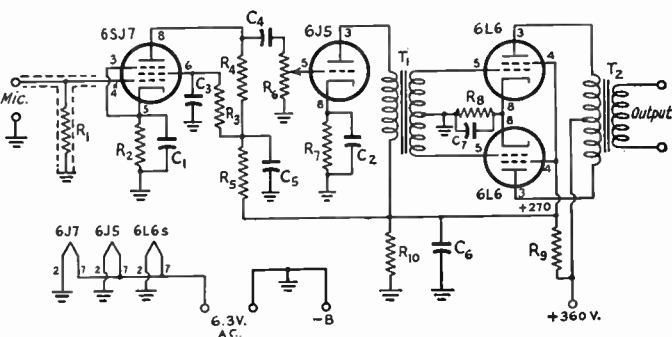 6SJ7
8
3
4
6
5
Mic.
R1
R2
C1
C3
R3
R4
R5
C4
C5
R6
6J5
3
5
8
R7
C2
T1
6L6
3
4
5
8
R8
C7
8
5
4
6L6
3
+270
T2
Output
R10
C6
R9
+360 V.
6J7
6J5
6L6s
2
7
2
7
2
7
6.3V.
A.C.
-B